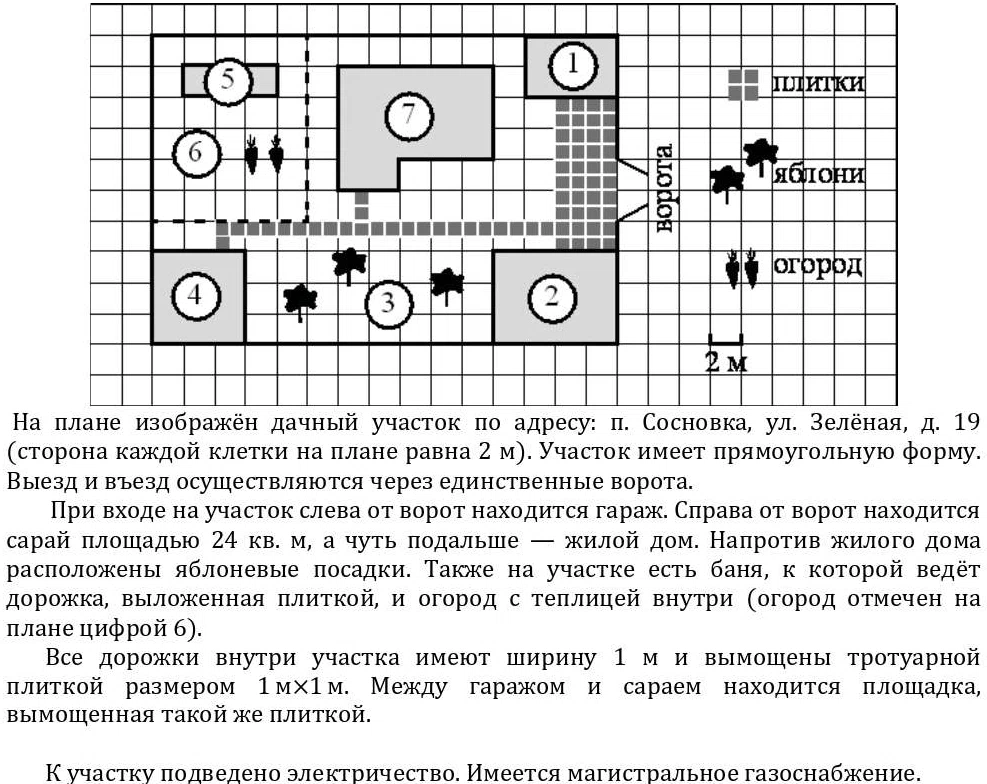 1
5
плитки
7
6
ворота
яблони
огород
4
3
2
2 м
На плане изображён дачный участок по адресу: п. Сосновка, ул. Зелёная, д. 19
(сторона каждой клетки на плане равна 2 м). Участок имеет прямоугольную форму.
Выезд и въезд осуществляются через единственные ворота.
При входе на участок слева от ворот находится гараж. Справа от ворот находится
сарай площадью 24 кв. м, а чуть подальше — жилой дом. Напротив жилого дома
расположены яблоневые посадки. Также на участке есть баня, к которой ведёт
дорожка, выложенная плиткой, и огород с теплицей внутри (огород отмечен на
плане цифрой 6).
Все дорожки внутри участка имеют ширину 1 м и вымощены тротуарной
плиткой размером 1 м×1 м. Между гаражом и сараем находится площадка,
вымощенная такой же плиткой.
К участку подведено электричество. Имеется магистральное газоснабжение.